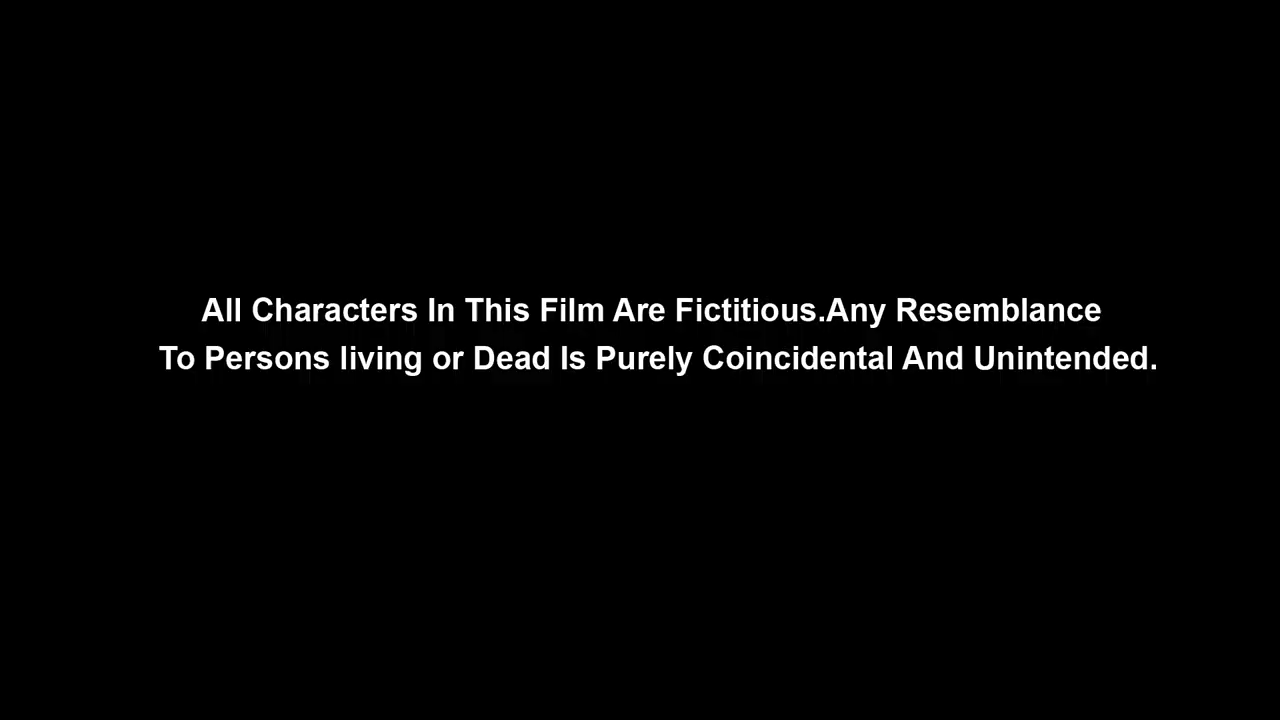 All Characters In This Film Are Fictitious.Any Resemblance
To Persons living or Dead Is Purely Coincidental And Unintended.